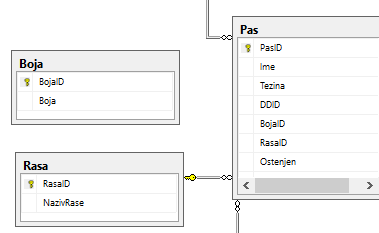 Boja
BojaID
Boja
Rasa
RasaID
NazivRase
Pas
PasID
Ime
Tezina
DDID
BojaID
RasaID
Ostenjen